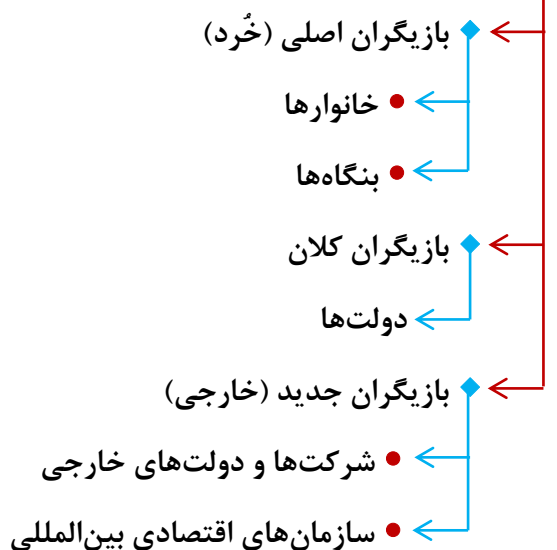 بازیگران اصلی (خُرد)
خانوارها
بنگاه‌ها
بازیگران کلان
دولت‌ها
بازیگران جدید (خارجی)
شرکت‌ها و دولت‌های خارجی
سازمان‌های اقتصادی بین‌المللی